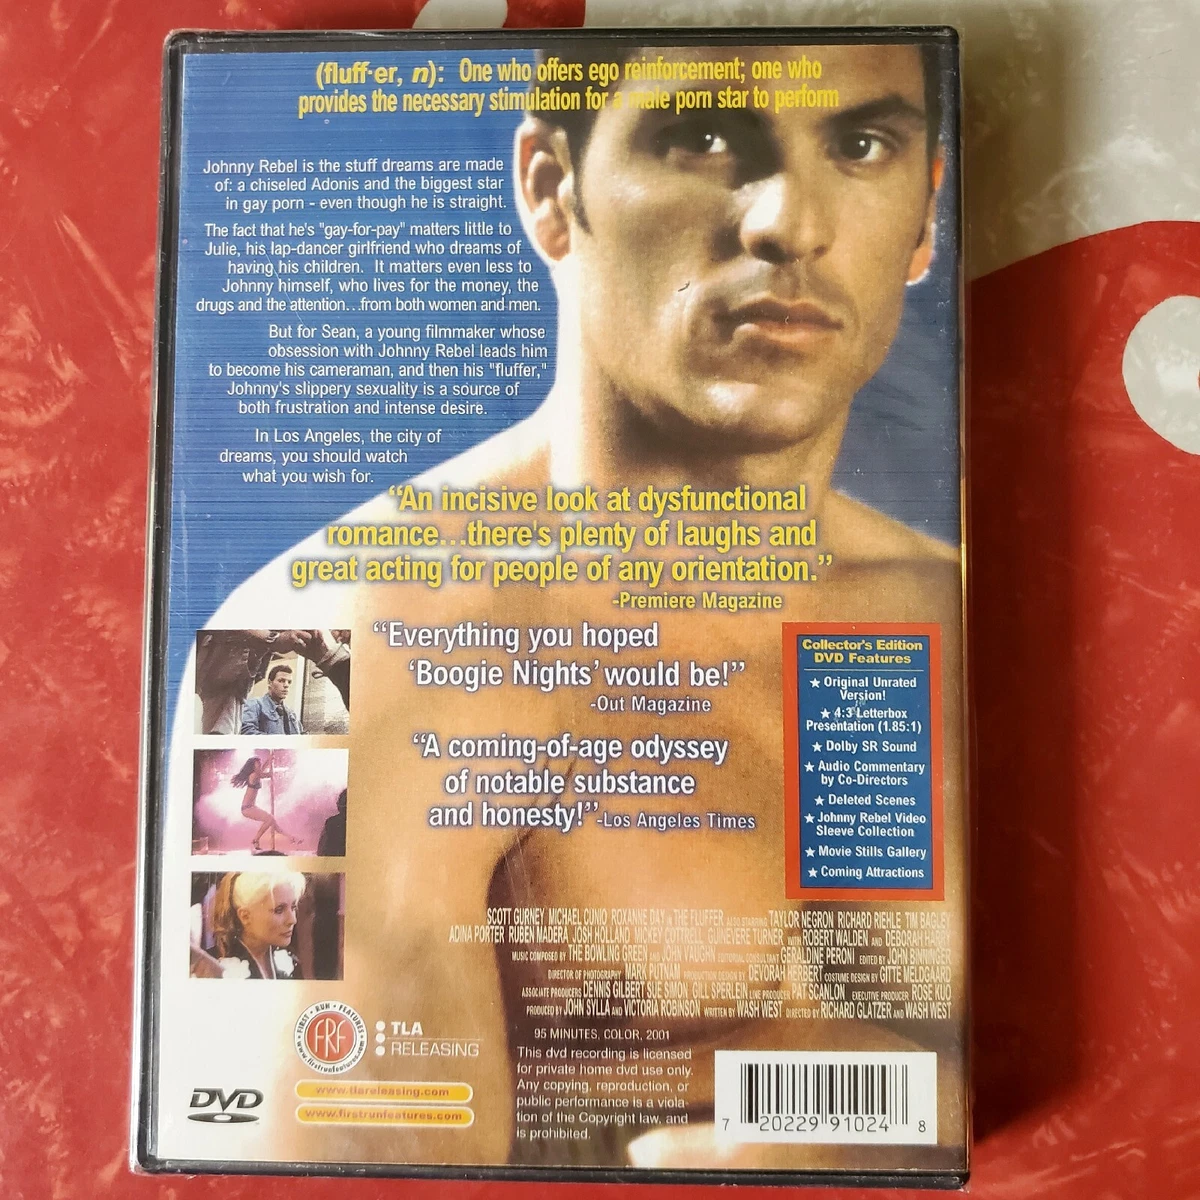 (fluff·er, n): One who offers ego reinforcement; one who
provides the necessary stimulation for a male porn star to perform
Johnny Rebel is the stuff dreams are made
of: a chiseled Adonis and the biggest star
in gay porn - even though he is straight.
The fact that he's "gay-for-pay" matters little to
Julie, his lap-dancer girlfriend who dreams of
having his children. It matters even less to
Johnny himself, who lives for the money, the
drugs and the attention...from both women and men.
But for Sean, a young filmmaker whose
obsession with Johnny Rebel leads him
to become his cameraman, and then his "fluffer,"
Johnny's slippery sexuality is a source of
both frustration and intense desire.
In Los Angeles, the city of
dreams, you should watch
what you wish for.
“An incisive look at dysfunctional
romance...there's plenty of laughs and
great acting for people of any orientation.”
-Premiere Magazine
“Everything you hoped
‘Boogie Nights’ would be!”
-Out Magazine
“A coming-of-age odyssey
of notable substance
and honesty!” -Los Angeles Times
Collector's Edition
DVD Features
★ Original Unrated
Version!
★ 4:3 Letterbox
Presentation (1.85:1)
★ Dolby SR Sound
★ Audio Commentary
by Co-Directors
★ Deleted Scenes
★ Johnny Rebel Video
Sleeve Collection
★ Movie Stills Gallery
★ Coming Attractions
SCOTT GURNEY MICHAEL CUNIO ROXANNE DAY IN THE FLUFFER ALSO STARRING TAYLOR NEGRON RICHARD RIEHLE TIM BAGLEY
ADINA PORTER RUBEN MADERA JOSH HOLLAND MICKEY COTTRELL GUINEVERE TURNER WITH ROBERT WALDEN AND DEBORAH HARRY
MUSIC COMPOSED BY THE BOWLING GREEN AND JOHN VAUGHN EDITORIAL CONSULTANT GERALDINE PERONI EDITED BY JOHN BINNINGER
DIRECTOR OF PHOTOGRAPHY MARK PUTNAM PRODUCTION DESIGN BY DEVORAH HERBERT COSTUME DESIGN BY GITTE MELDGAARD
ASSOCIATE PRODUCERS DENNIS GILBERT SUE SIMON GILL SPERLEIN LINE PRODUCER PAT SCANLON EXECUTIVE PRODUCER ROSE KUO
PRODUCED BY JOHN SYLLA AND VICTORIA ROBINSON WRITTEN BY WASH WEST DIRECTED BY RICHARD GLATZER AND WASH WEST
FIRST • RUN • FEATURES
FRF
www.firstrunfeatures.com
TLA
RELEASING
www.tlareleasing.com
www.firstrunfeatures.com
DVD
95 MINUTES, COLOR, 2001
This dvd recording is licensed
for private home dvd use only.
Any copying, reproduction, or
public performance is a viola-
tion of the Copyright law, and
is prohibited.
7 20229 91024 8